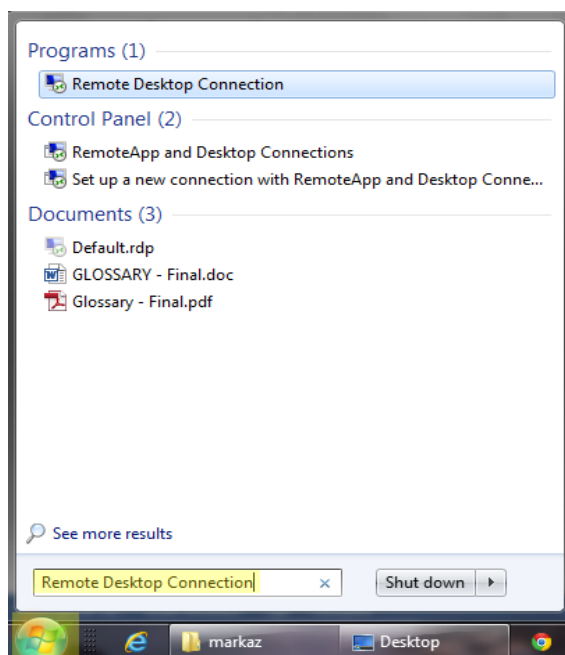 Programs (1)
Remote Desktop Connection
Control Panel (2)
RemoteApp and Desktop Connections
Set up a new connection with RemoteApp and Desktop Conne...
Documents (3)
Default.rdp
GLOSSARY - Final.doc
Glossary - Final.pdf
See more results
Remote Desktop Connection
Shut down
markaz
Desktop